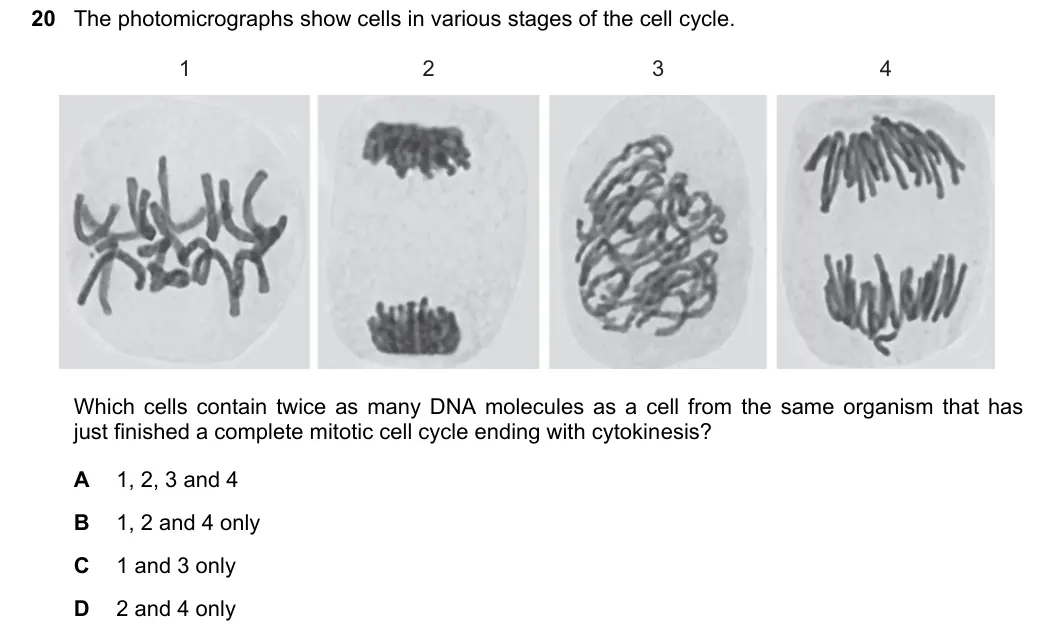 20 The photomicrographs show cells in various stages of the cell cycle.
1 2 3 4
Which cells contain twice as many DNA molecules as a cell from the same organism that has
just finished a complete mitotic cell cycle ending with cytokinesis?
A 1, 2, 3 and 4
B 1, 2 and 4 only
C 1 and 3 only
D 2 and 4 only